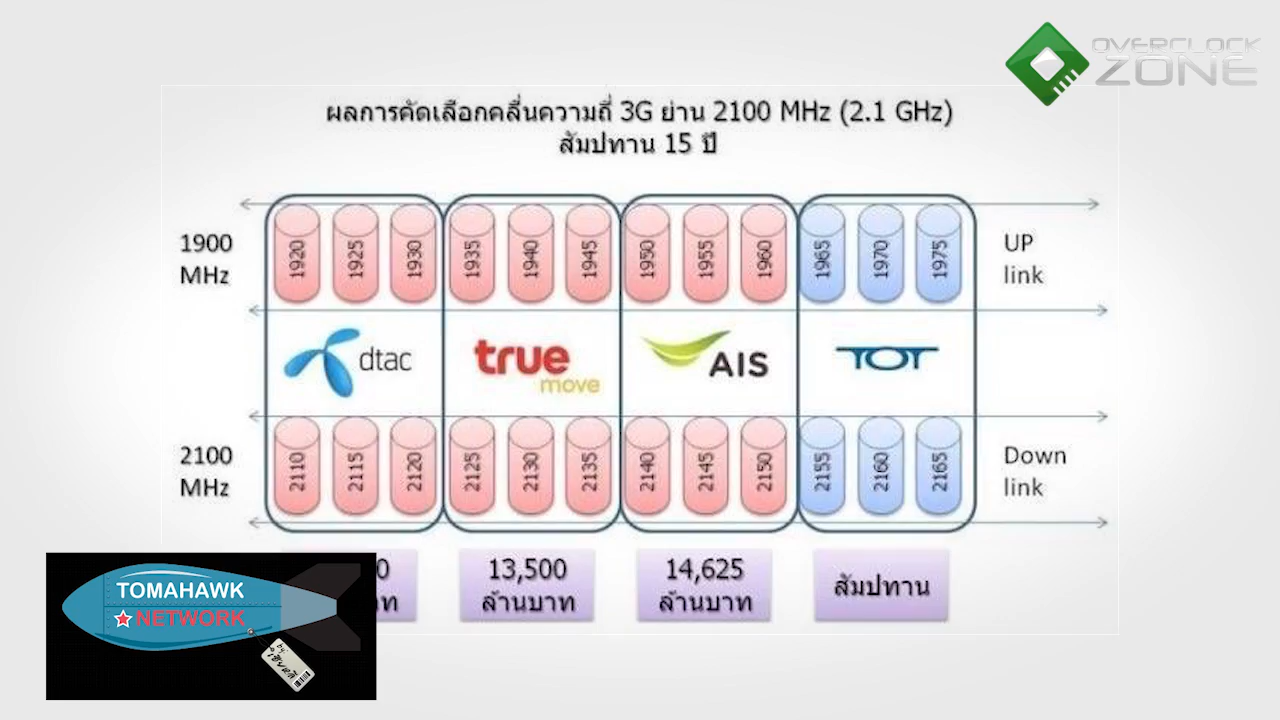 OVERCLOCK
ZONE
ผลการคัดเลือกคลื่นความถี่ 3G ย่าน 2100 MHz (2.1 GHz)
สัมปทาน 15 ปี
1900
MHz
1920 1925 1930 1935 1940 1945 1950 1955 1960 1965 1970 1975
UP
link
dtac
true
move
AIS
TOT
2100
MHz
2110 2115 2120 2125 2130 2135 2140 2145 2150 2155 2160 2165
Down
link
13,500
ล้านบาท
14,625
ล้านบาท
สัมปทาน
TOMAHAWK
NETWORK